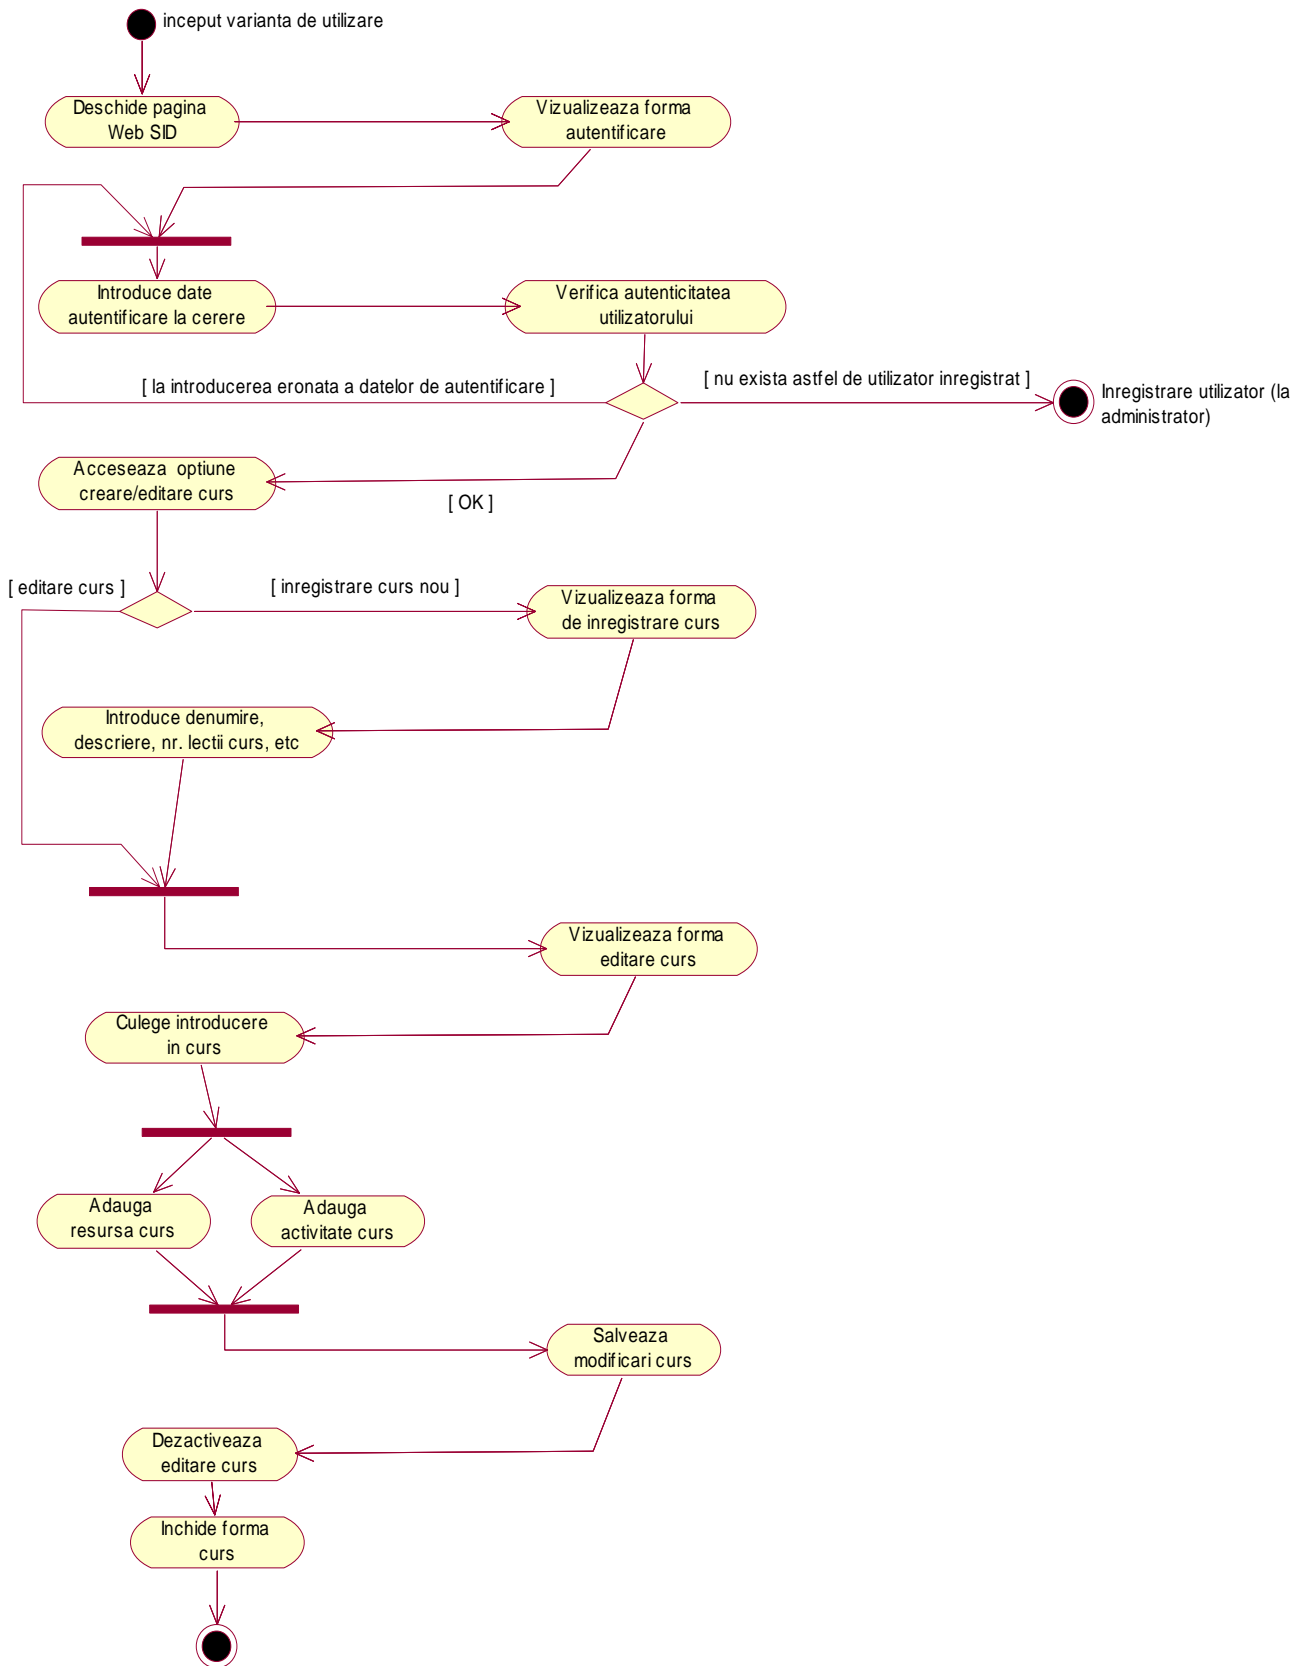 inceput varianta de utilizare
Deschide pagina
Web SID
Vizualizeaza forma
autentificare
Introduce date
autentificare la cerere
Verifica autenticitatea
utilizatorului
[ la introducerea eronata a datelor de autentificare ]
[ nu exista astfel de utilizator inregistrat ]
Inregistrare utilizator (la
administrator)
Acceseaza optiune
creare/editare curs
[ OK ]
[ editare curs ]
[ inregistrare curs nou ]
Vizualizeaza forma
de inregistrare curs
Introduce denumire,
descriere, nr. lectii curs, etc
Vizualizeaza forma
editare curs
Culege introducere
in curs
Adauga
resursa curs
Adauga
activitate curs
Salveaza
modificari curs
Dezactiveaza
editare curs
Inchide forma
curs